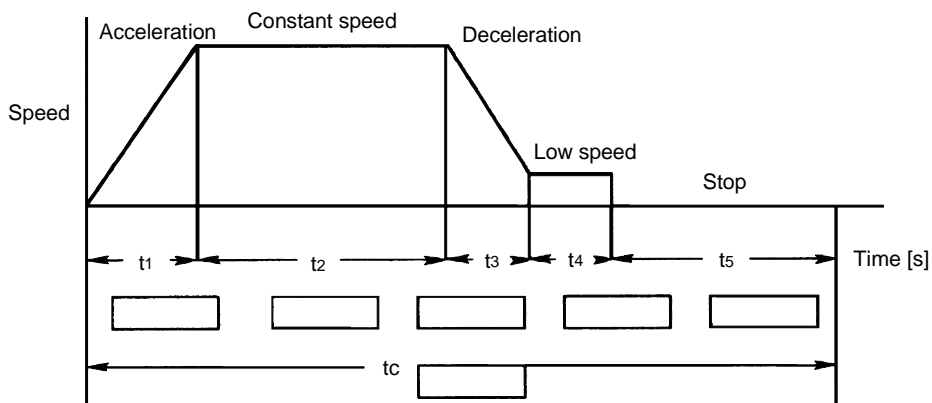 Constant speed
Acceleration
Deceleration
Speed
Low speed
Stop
t1
t2
t3
t4
t5
Time [s]
tc